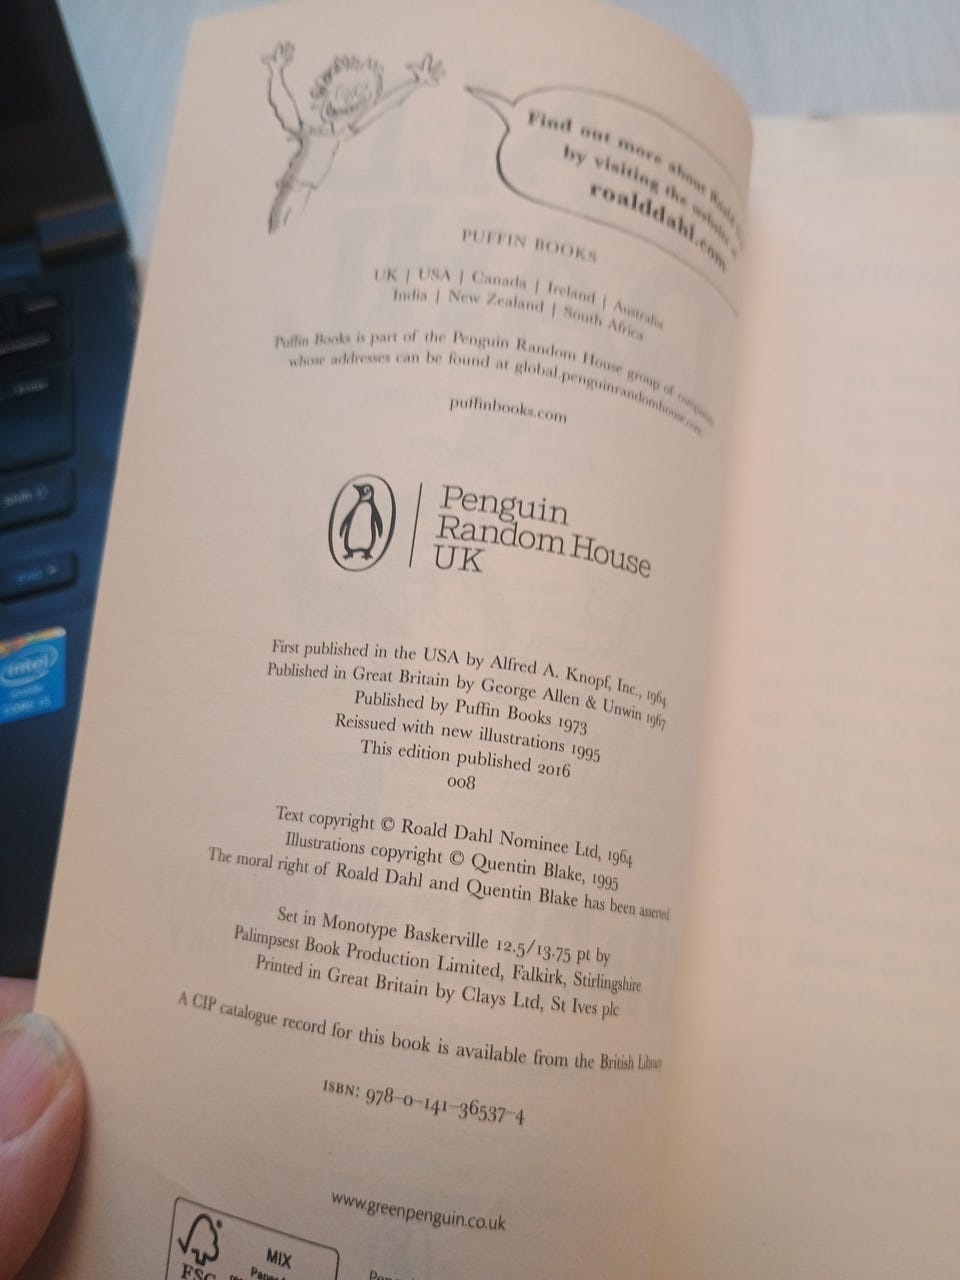 Find out more about Roald
by visiting the website
roalddahl.com
PUFFIN BOOKS
UK | USA | Canada | Ireland | Australia
India | New Zealand | South Africa
Puffin Books is part of the Penguin Random House group of companies
whose addresses can be found at global.penguinrandomhouse.com
puffinbooks.com
Penguin
Random House
UK
First published in the USA by Alfred A. Knopf, Inc., 1964
Published in Great Britain by George Allen & Unwin 1967
Published by Puffin Books 1973
Reissued with new illustrations 1995
This edition published 2016
008
Text copyright © Roald Dahl Nominee Ltd, 1964
Illustrations copyright © Quentin Blake, 1995
The moral right of Roald Dahl and Quentin Blake has been asserted
Set in Monotype Baskerville 12.5/13.75 pt by
Palimpsest Book Production Limited, Falkirk, Stirlingshire
Printed in Great Britain by Clays Ltd, St Ives plc
A CIP catalogue record for this book is available from the British Library
ISBN: 978-0-141-36537-4
www.greenpenguin.co.uk
MIX
FSC
Shift
intel
inside
CORE i5